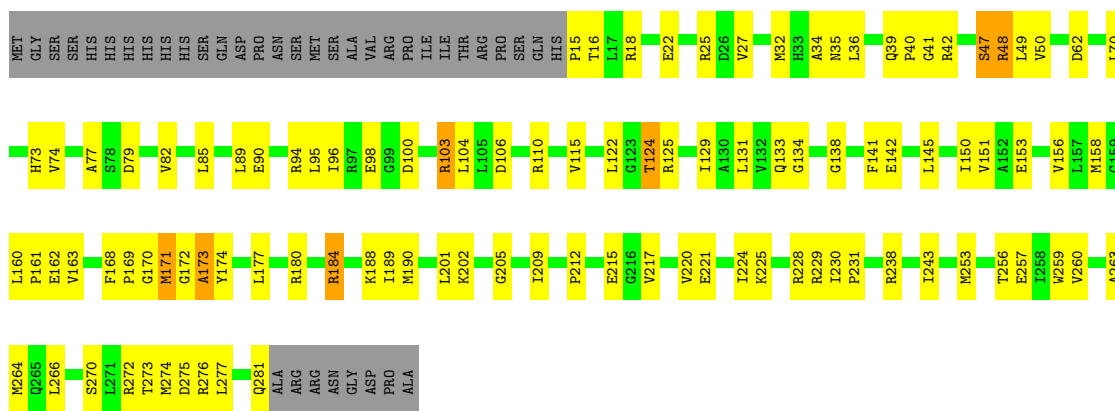 MET GLY SER SER HIS HIS HIS HIS HIS HIS SER GLN ASP PRO ASN SER MET SER ALA VAL ARG PRO ILE ILE THR ARG PRO SER GLN HIS P15 T16 L17 R18 E22 R25 D26 V27 M32 H33 A34 N35 L36 Q39 P40 G41 R42 S47 R48 L49 V50 D62 L70
H73 V74 A77 S78 D79 V82 L85 L89 E90 R94 L95 I96 R97 E98 G99 D100 R103 L104 L105 D106 R110 V115 L122 G123 T124 R125 I129 A130 L131 V132 Q133 G134 G138 F141 E142 L145 I150 V151 A152 E153 V156 L157 M158 G159
L160 P161 E162 V163 F168 P169 G170 M171 G172 A173 Y174 L177 R180 R184 K188 I189 M190 L201 K202 G205 I209 P212 E215 G216 V217 V220 E221 I224 K225 R228 R229 I230 P231 R238 I243 M253 T256 E257 I258 W259 V260 A263
M264 Q265 L266 S270 L271 R272 T273 M274 D275 R276 L277 Q281 ALA ARG ARG ASN GLY ASP PRO ALA